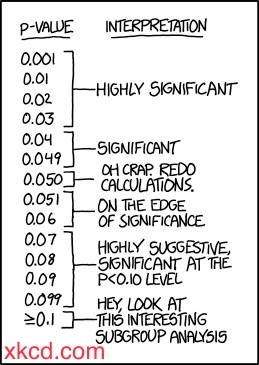 P-VALUE INTERPRETATION
0.001
0.01
0.02
0.03
HIGHLY SIGNIFICANT
0.04
0.049
SIGNIFICANT
0.050
OH CRAP. REDO
CALCULATIONS.
0.051
0.06
ON THE EDGE
OF SIGNIFICANCE
0.07
0.08
0.09
0.099
HIGHLY SUGGESTIVE,
SIGNIFICANT AT THE
P<0.10 LEVEL
≥0.1
HEY, LOOK AT
THIS INTERESTING
SUBGROUP ANALYSIS
xkcd.com